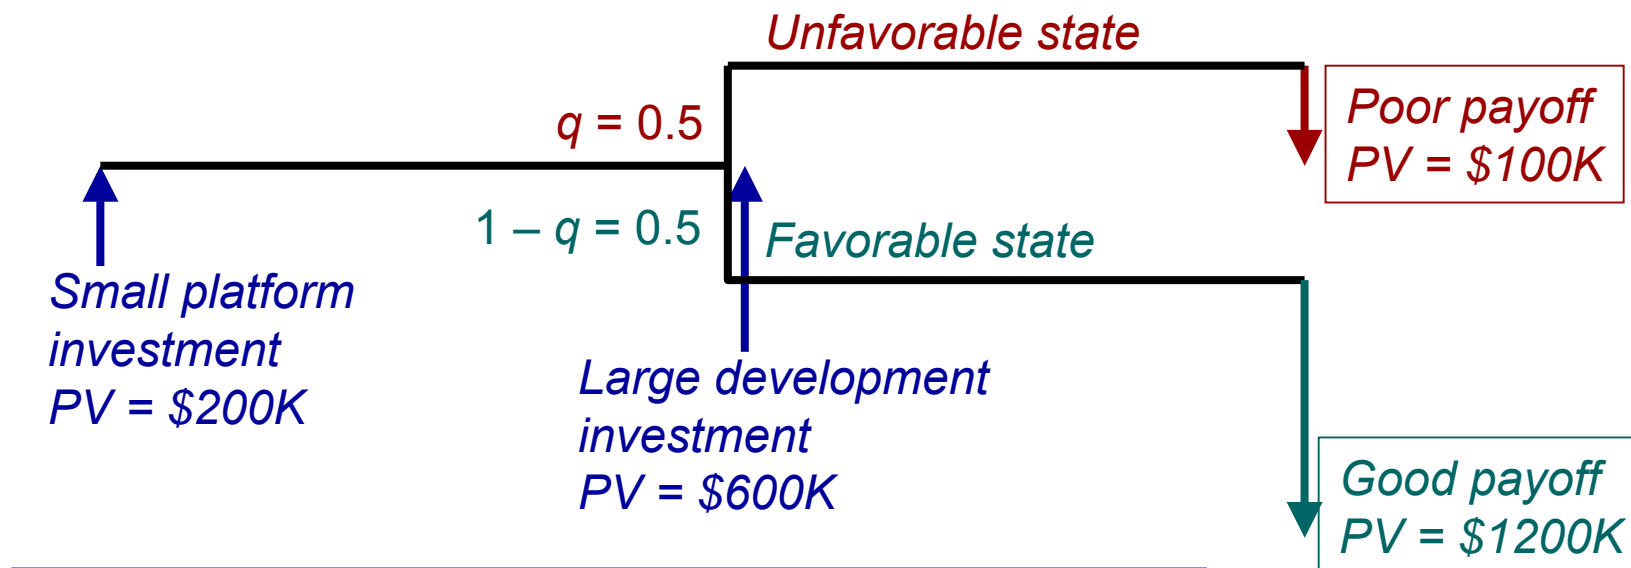 Unfavorable state
q = 0.5
Poor payoff
PV = $100K
1 – q = 0.5
Favorable state
Small platform
investment
PV = $200K
Large development
investment
PV = $600K
Good payoff
PV = $1200K